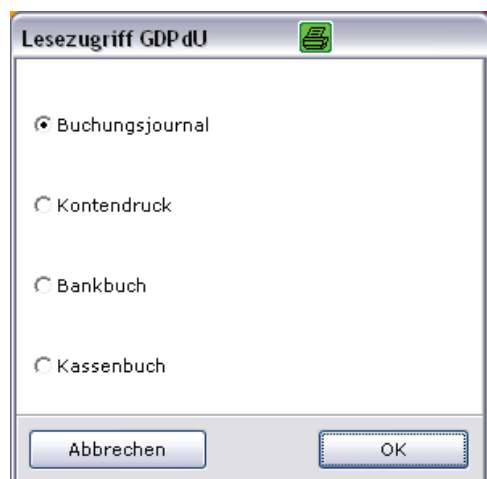 Lesezugriff GDPdU
Buchungsjournal
Kontendruck
Bankbuch
Kassenbuch
Abbrechen OK